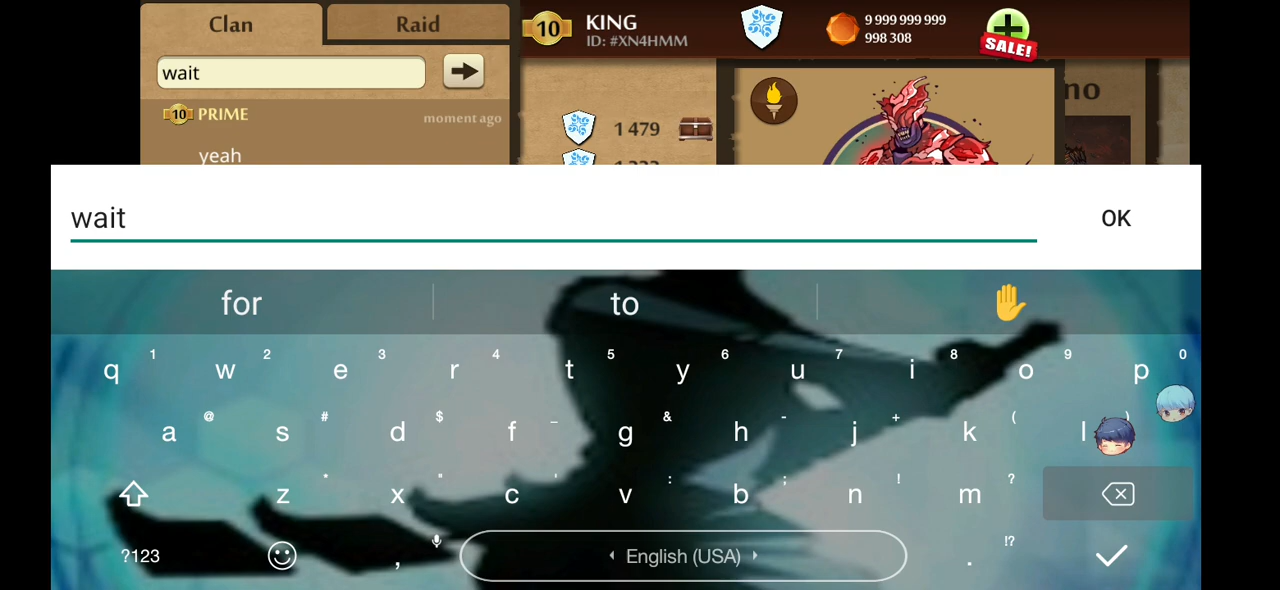 Clan
Raid
10
KING
ID: #XN4HMM
9 999 999 999
998 308
SALE!
wait
10 PRIME
moment ago
yeah
1 479
no
wait
OK
for
to
1 2 3 4 5 6 7 8 9 0
q w e r t y u i o p
@ # $ _ & - + ( )
a s d f g h j k l
* " ' : ; ! ?
z x c v b n m
!?
?123
,
English (USA)
.